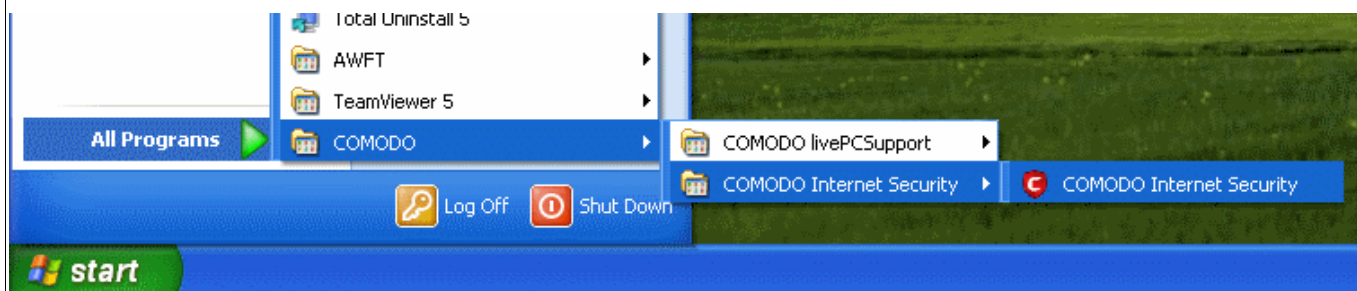 Total Uninstall 5
AWFT
TeamViewer 5
All Programs
COMODO
COMODO livePCSupport
COMODO Internet Security
COMODO Internet Security
Log Off
Shut Down
start